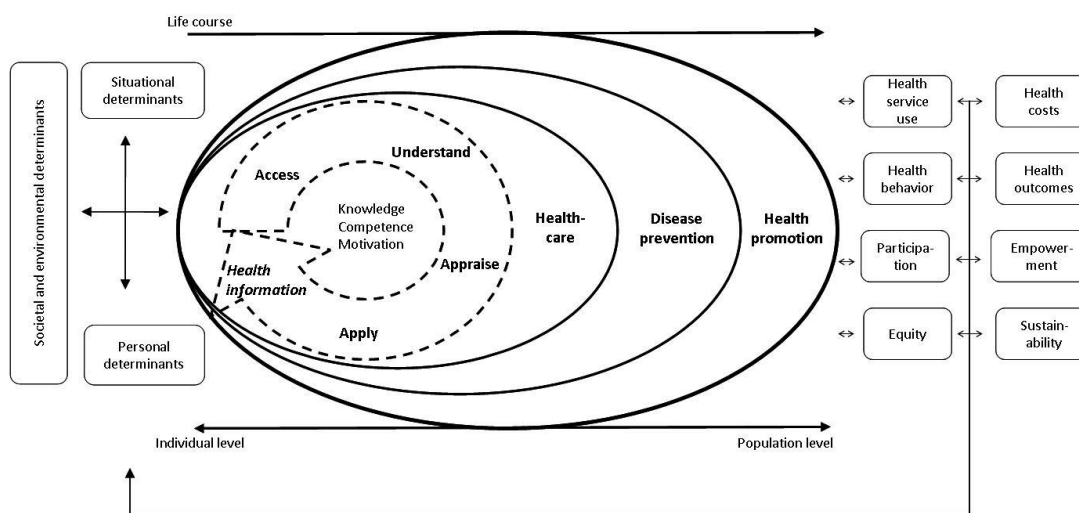 Life course
Societal and environmental determinants
Situational
determinants
Personal
determinants
Access
Understand
Knowledge
Competence
Motivation
Health
information
Appraise
Apply
Health-
care
Disease
prevention
Health
promotion
Individual level
Population level
Health
service
use
Health
costs
Health
behavior
Health
outcomes
Participa-
tion
Empower-
ment
Equity
Sustain-
ability